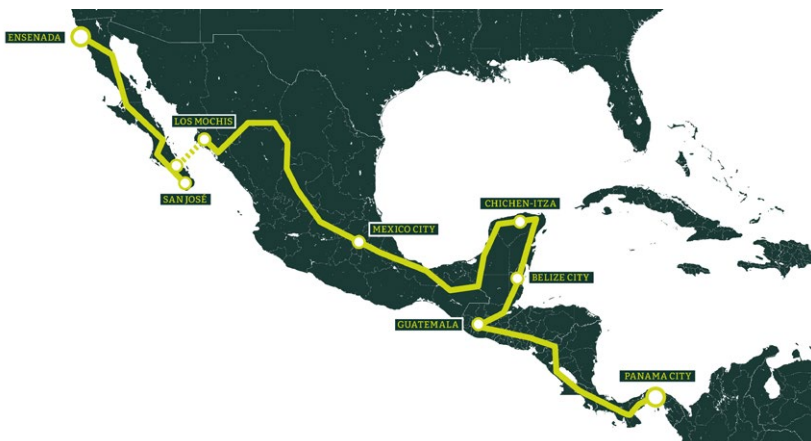 ENSENADA
LOS MOCHIS
SAN JOSÉ
CHICHEN-ITZA
MEXICO CITY
BELIZE CITY
GUATEMALA
PANAMA CITY